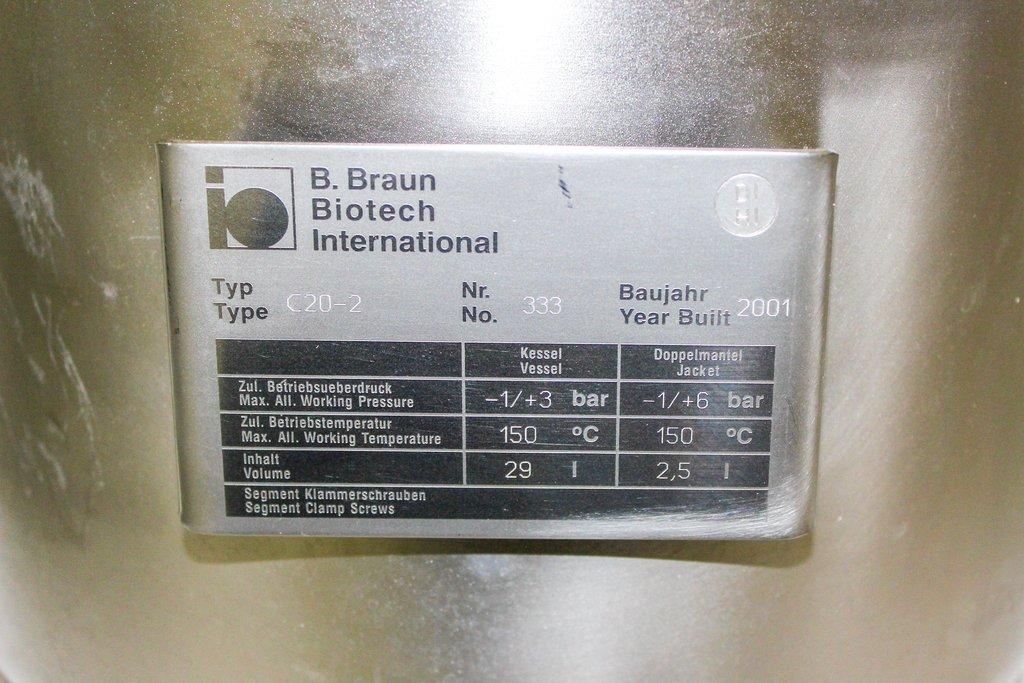 B. Braun
Biotech
International
Typ
Type C20-2
Nr.
No. 333
Baujahr
Year Built 2001
Kessel
Vessel
Doppelmantel
Jacket
Zul. Betriebsueberdruck
Max. All. Working Pressure
-1/+3 bar
-1/+6 bar
Zul. Betriebstemperatur
Max. All. Working Temperature
150 ºC
150 ºC
Inhalt
Volume
29 l
2,5 l
Segment Klammerschrauben
Segment Clamp Screws